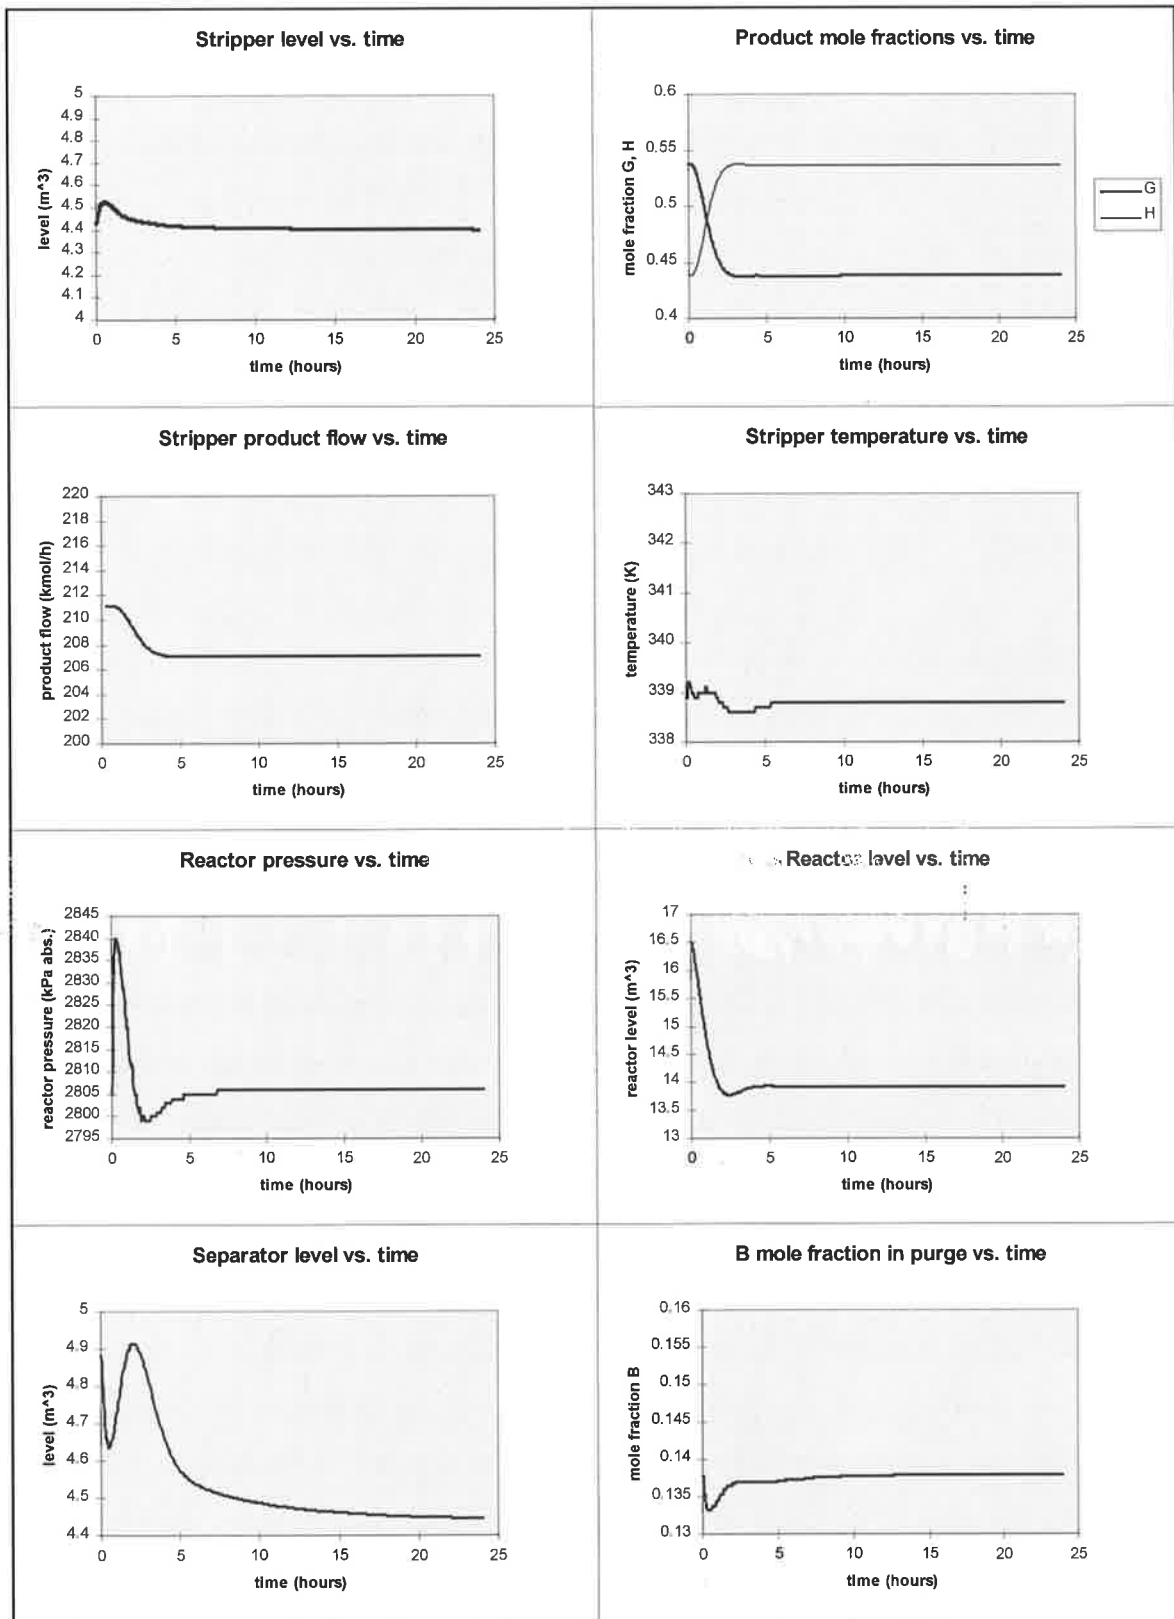 Stripper level vs. time
5
4.9
4.8
4.7
4.6
4.5
4.4
4.3
4.2
4.1
4
level (m^3)
0 5 10 15 20 25
time (hours)
Product mole fractions vs. time
0.6
0.55
0.5
0.45
0.4
mole fraction G, H
0 5 10 15 20 25
time (hours)
G
H
Stripper product flow vs. time
220
218
216
214
212
210
208
206
204
202
200
product flow (kmol/h)
0 5 10 15 20 25
time (hours)
Stripper temperature vs. time
343
342
341
340
339
338
temperature (K)
0 5 10 15 20 25
time (hours)
Reactor pressure vs. time
2845
2840
2835
2830
2825
2820
2815
2810
2805
2800
2795
reactor pressure (kPa abs.)
0 5 10 15 20 25
time (hours)
Reactor level vs. time
17
16.5
16
15.5
15
14.5
14
13.5
13
reactor level (m^3)
0 5 10 15 20 25
time (hours)
Separator level vs. time
5
4.9
4.8
4.7
4.6
4.5
4.4
level (m^3)
0 5 10 15 20 25
time (hours)
B mole fraction in purge vs. time
0.16
0.155
0.15
0.145
0.14
0.135
0.13
mole fraction B
0 5 10 15 20 25
time (hours)